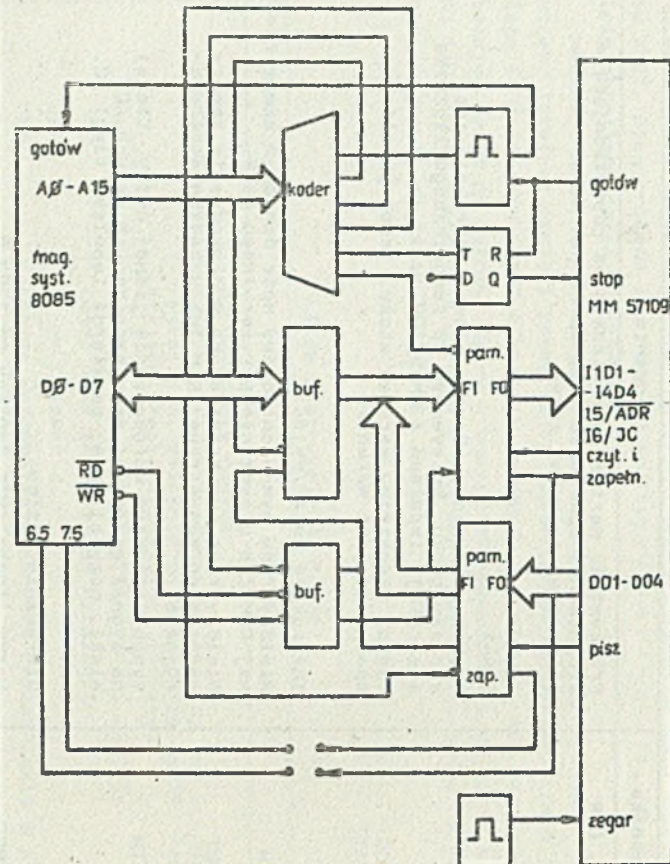 gotów
AØ-A15
mag.
syst.
8085
DØ-D7
RD
WR
6.5 7.5
koder
buf.
buf.
T R
D Q
pam.
FI FO
pam.
FI FO
zap.
gotów
stop
MM 57109
I1D1-
-I4D4
I5/ADR
I6/JC
czyt. i
zapełn.
DO1-DO4
pisz
zegar